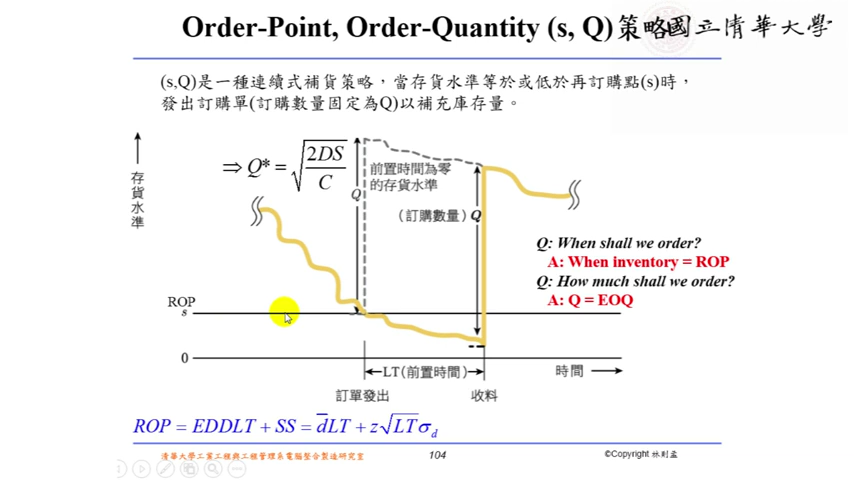 Order-Point, Order-Quantity (s, Q)策略
國立清華大學
(s,Q)是一種連續式補貨策略，當存貨水準等於或低於再訂購點(s)時，
發出訂購單(訂購數量固定為Q)以補充庫存量。
⇒ Q* = √(2DS/C)
存貨水準
前置時間為零
的存貨水準
Q
(訂購數量) Q
Q: When shall we order?
A: When inventory = ROP
Q: How much shall we order?
A: Q = EOQ
ROP
s
0
LT(前置時間)
時間
訂單發出
收料
ROP = EDDLT + SS = d̅LT + z√LTσd
清華大學工業工程與工程管理系電腦整合製造研究室
104
©Copyright 林則孟